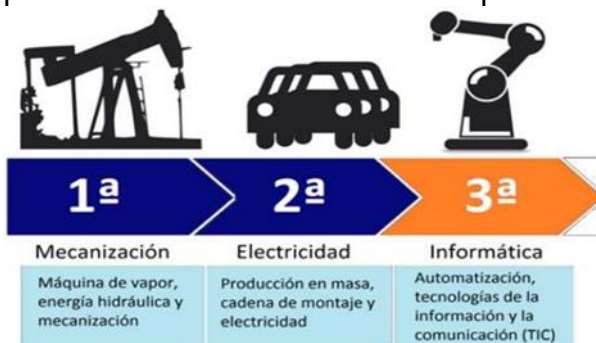 1ª
2ª
3ª
Mecanización
Electricidad
Informática
Máquina de vapor,
energía hidráulica y
mecanización
Producción en masa,
cadena de montaje y
electricidad
Automatización,
tecnologías de la
información y la
comunicación (TIC)